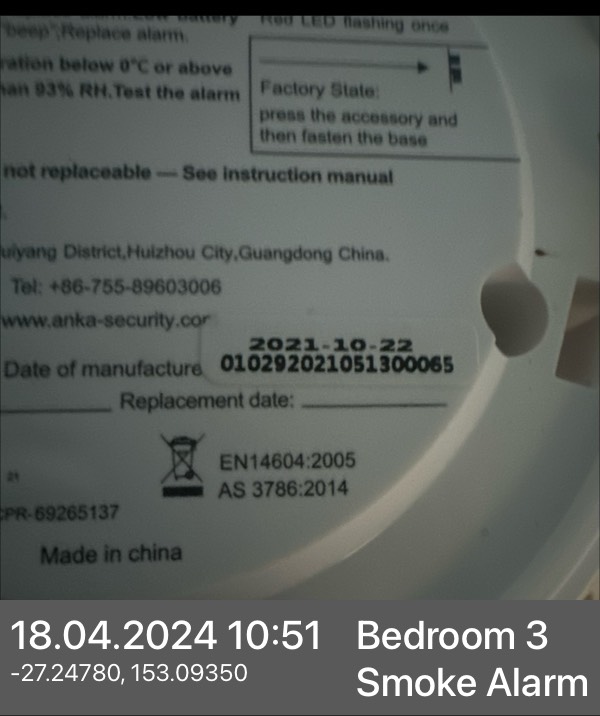 Red LED flashing once
"beep";Replace alarm.
ration below 0°C or above
han 93% RH.Test the alarm
Factory State:
press the accessory and
then fasten the base
not replaceable — See instruction manual
uiyang District,Huizhou City,Guangdong China.
Tel: +86-755-89603006
www.anka-security.cor
2021-10-22
Date of manufacture 010292021051300065
Replacement date:
EN14604:2005
AS 3786:2014
CPR-69265137
Made in china
18.04.2024 10:51
-27.24780, 153.09350
Bedroom 3
Smoke Alarm